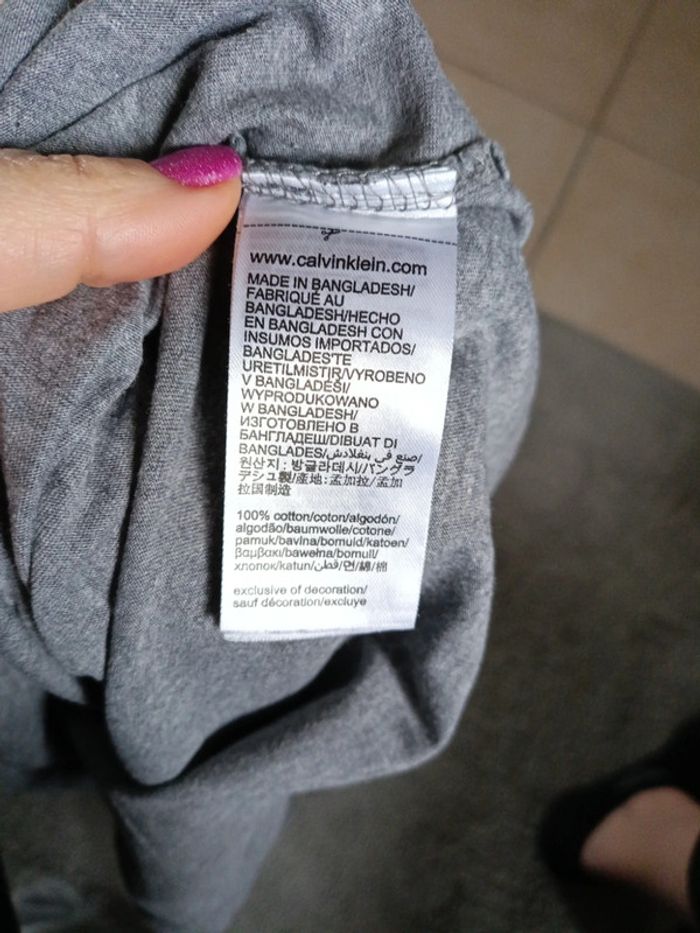 www.calvinklein.com
MADE IN BANGLADESH/
FABRIQUÉ AU
BANGLADESH/HECHO
EN BANGLADESH CON
INSUMOS IMPORTADOS/
BANGLADEŞ'TE
URETILMISTIR/VYROBENO
V BANGLADÉŠI/
WYPRODUKOWANO
W BANGLADESH/
ИЗГОТОВЛЕНО В
БАНГЛАДЕШ/DIBUAT DI
BANGLADES/صنع في بنغلادش/
원산지: 방글라데시/バングラ
デシュ製/產地:孟加拉/孟加
拉国制造
100% cotton/coton/algodón/
algodão/baumwolle/cotone/
pamuk/bavlna/bomuld/katoen/
βαμβακι/bawełna/bomull/
хлопок/katun/قطن/면/綿/棉
exclusive of decoration/
sauf décoration/excluye